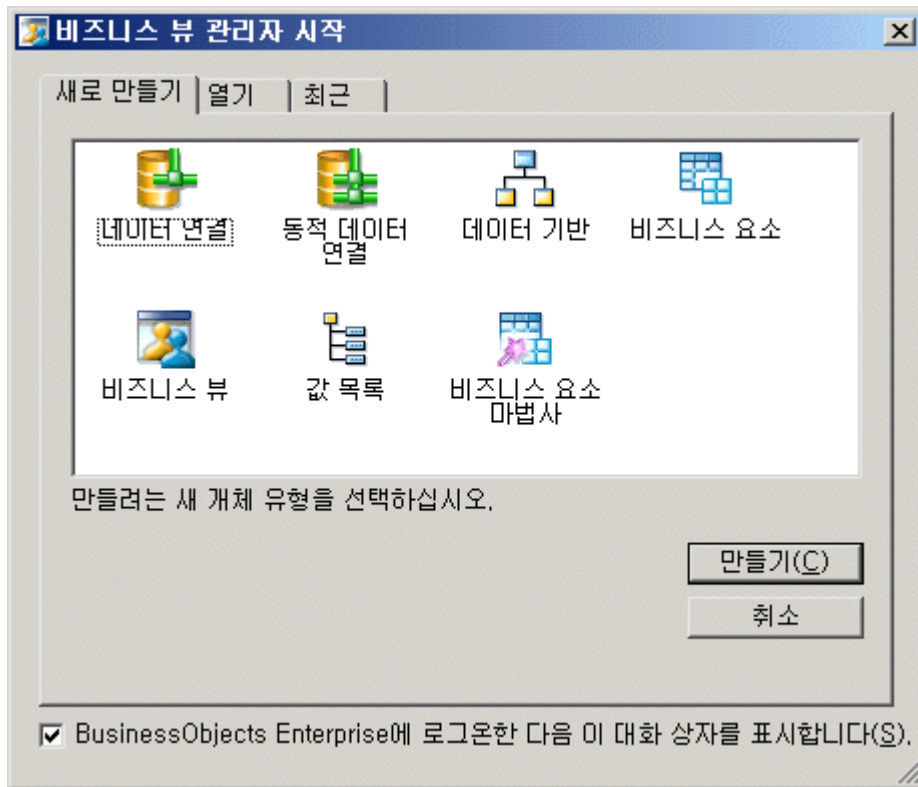 비즈니스 뷰 관리자 시작
새로 만들기 열기 최근
데이터 연결 동적 데이터 연결 데이터 기반 비즈니스 요소
비즈니스 뷰 값 목록 비즈니스 요소 마법사
만들려는 새 개체 유형을 선택하십시오.
만들기(C)
취소
BusinessObjects Enterprise에 로그온한 다음 이 대화 상자를 표시합니다(S).